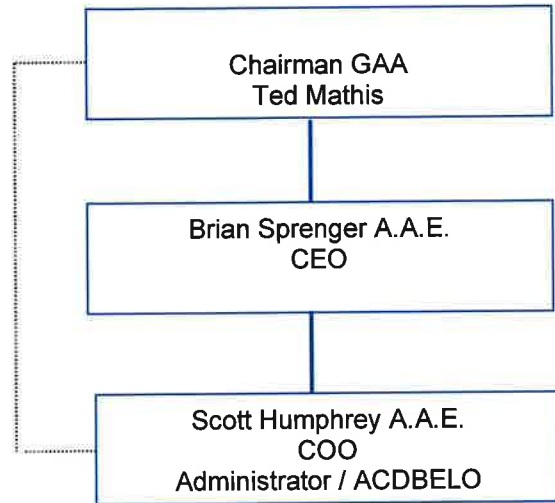 Chairman GAA
Ted Mathis
Brian Sprenger A.A.E.
CEO
Scott Humphrey A.A.E.
COO
Administrator / ACDBELO